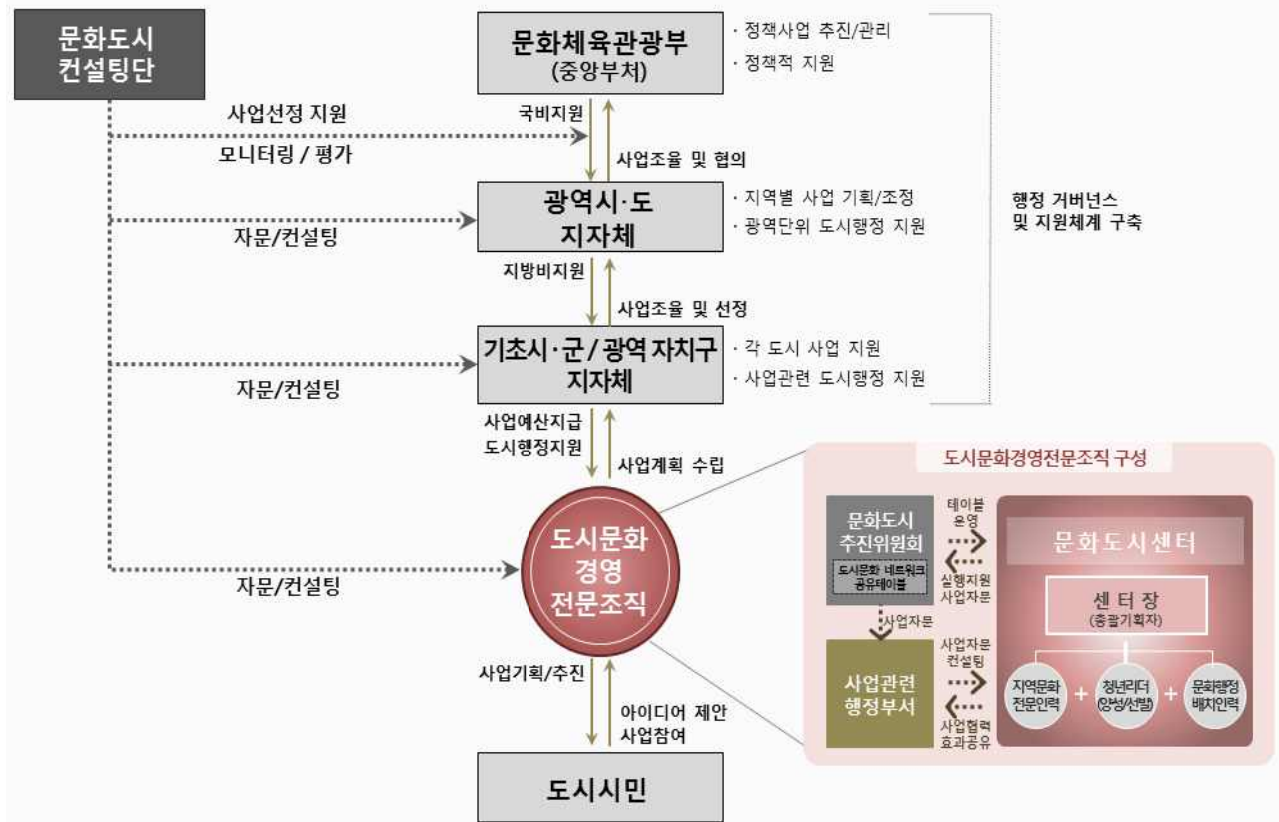 문화도시
컨설팅단
문화체육관광부
(중앙부처)
· 정책사업 추진/관리
· 정책적 지원
사업선정 지원
모니터링 / 평가
국비지원
사업조율 및 협의
광역시·도
지자체
· 지역별 사업 기획/조정
· 광역단위 도시행정 지원
행정 거버넌스
및 지원체계 구축
자문/컨설팅
지방비지원
사업조율 및 선정
기초시·군 / 광역 자치구
지자체
· 각 도시 사업 지원
· 사업관련 도시행정 지원
자문/컨설팅
사업예산지급
도시행정지원
사업계획 수립
도시문화
경영
전문조직
자문/컨설팅
사업기획/추진
아이디어 제안
사업참여
도시시민
도시문화경영전문조직 구성
문화도시
추진위원회
도시문화 네트워크
공유테이블
테이블
운영
실행지원
사업자문
사업자문
사업관련
행정부서
사업자문
컨설팅
사업협력
효과공유
문화도시센터
센터장
(총괄기획자)
지역문화
전문인력
+
청년리더
(양성/선발)
+
문화행정
배치인력